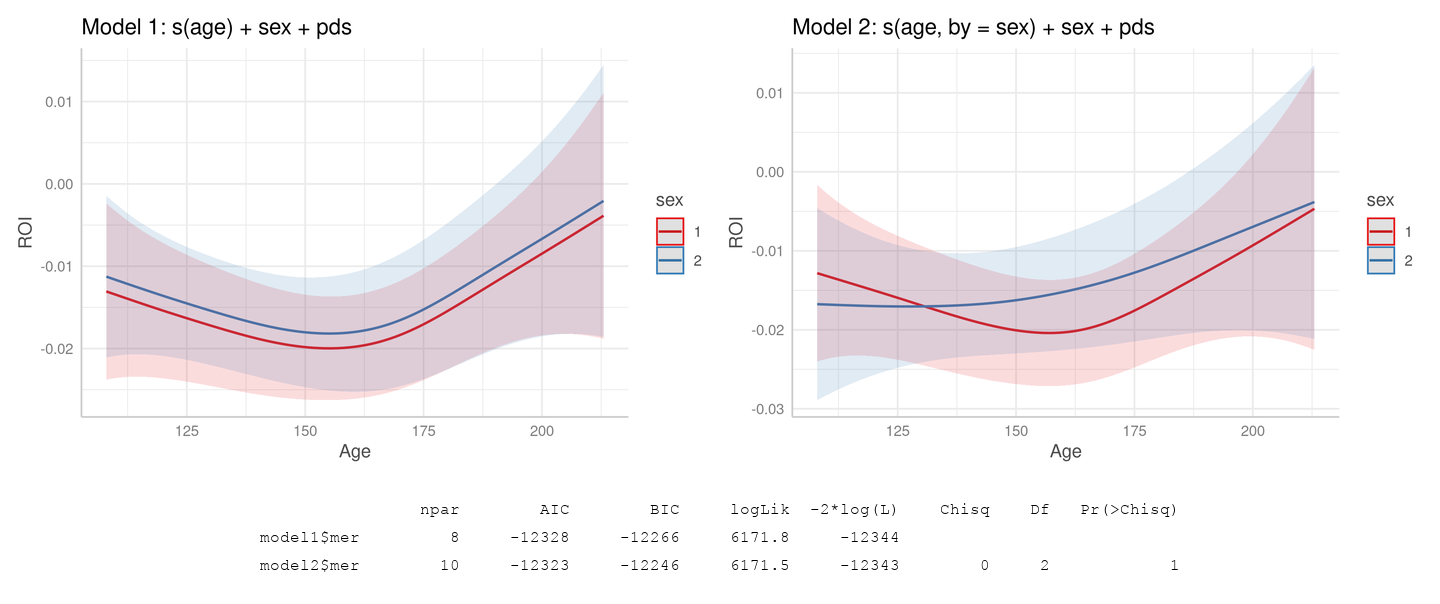 Model 1: s(age) + sex + pds
0.01
0.00
-0.01
-0.02
ROI
125 150 175 200
Age
sex
1
2
Model 2: s(age, by = sex) + sex + pds
0.01
0.00
-0.01
-0.02
-0.03
ROI
125 150 175 200
Age
sex
1
2
npar AIC BIC logLik -2*log(L) Chisq Df Pr(>Chisq)
model1$mer 8 -12328 -12266 6171.8 -12344
model2$mer 10 -12323 -12246 6171.5 -12343 0 2 1